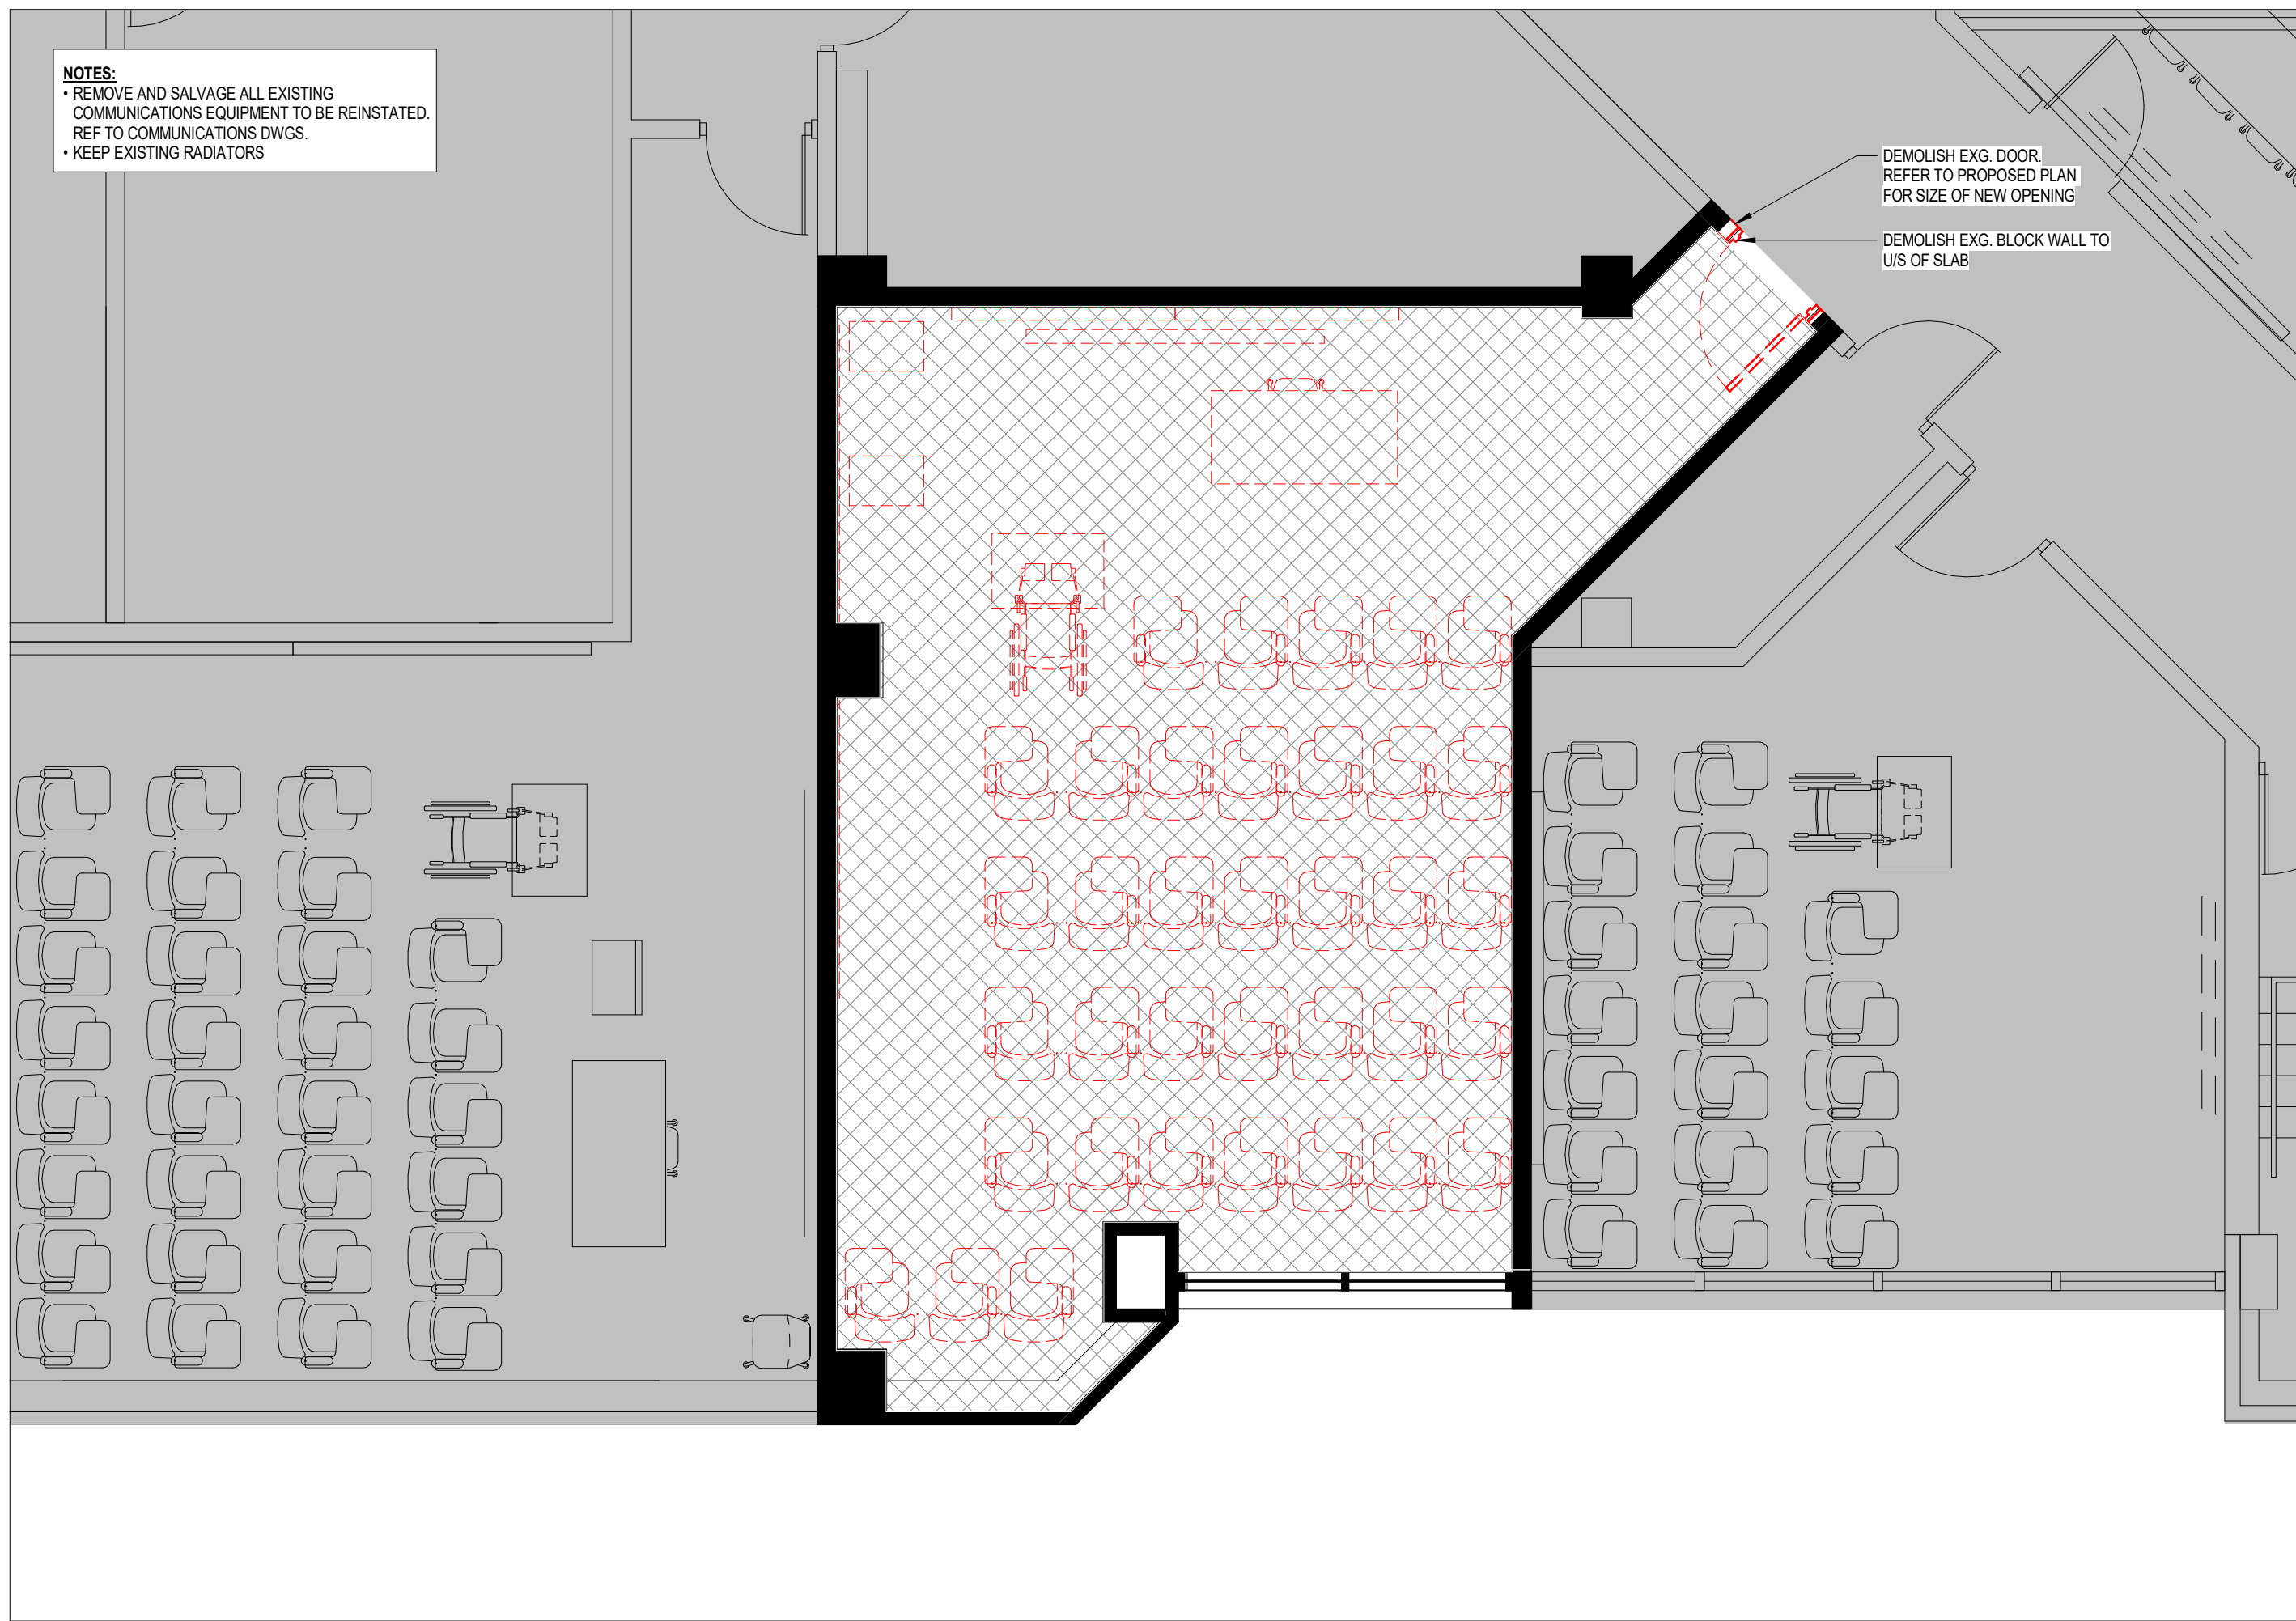 NOTES:
• REMOVE AND SALVAGE ALL EXISTING
COMMUNICATIONS EQUIPMENT TO BE REINSTATED.
REF TO COMMUNICATIONS DWGS.
• KEEP EXISTING RADIATORS
DEMOLISH EXG. DOOR.
REFER TO PROPOSED PLAN
FOR SIZE OF NEW OPENING
DEMOLISH EXG. BLOCK WALL TO
U/S OF SLAB